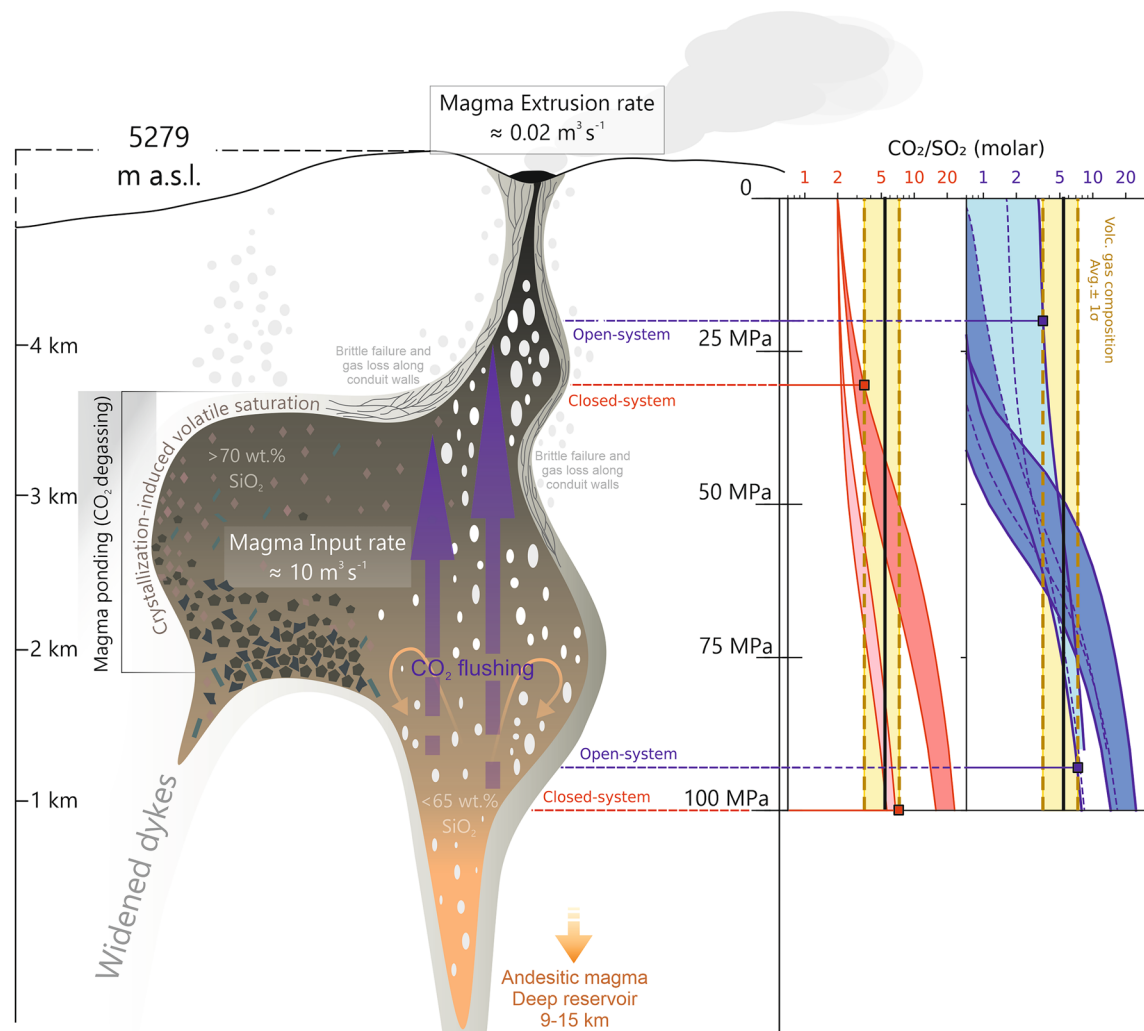 Magma Extrusion rate
≈ 0.02 m³ s⁻¹
5279
m a.s.l.
4 km
3 km
2 km
1 km
Magma ponding (CO₂ degassing)
Crystallization-induced volatile saturation
>70 wt.%
SiO₂
Magma Input rate
≈ 10 m³ s⁻¹
Brittle failure and
gas loss along
conduit walls
Brittle failure and
gas loss along
conduit walls
CO₂ flushing
<65 wt.%
SiO₂
Widened dykes
Andesitic magma
Deep reservoir
9-15 km
Open-system
Closed-system
Open-system
Closed-system
0
25 MPa
50 MPa
75 MPa
100 MPa
CO₂/SO₂ (molar)
1 2 5 10 20 1 2 5 10 20
Volc. gas composition
Avg.± 1σ